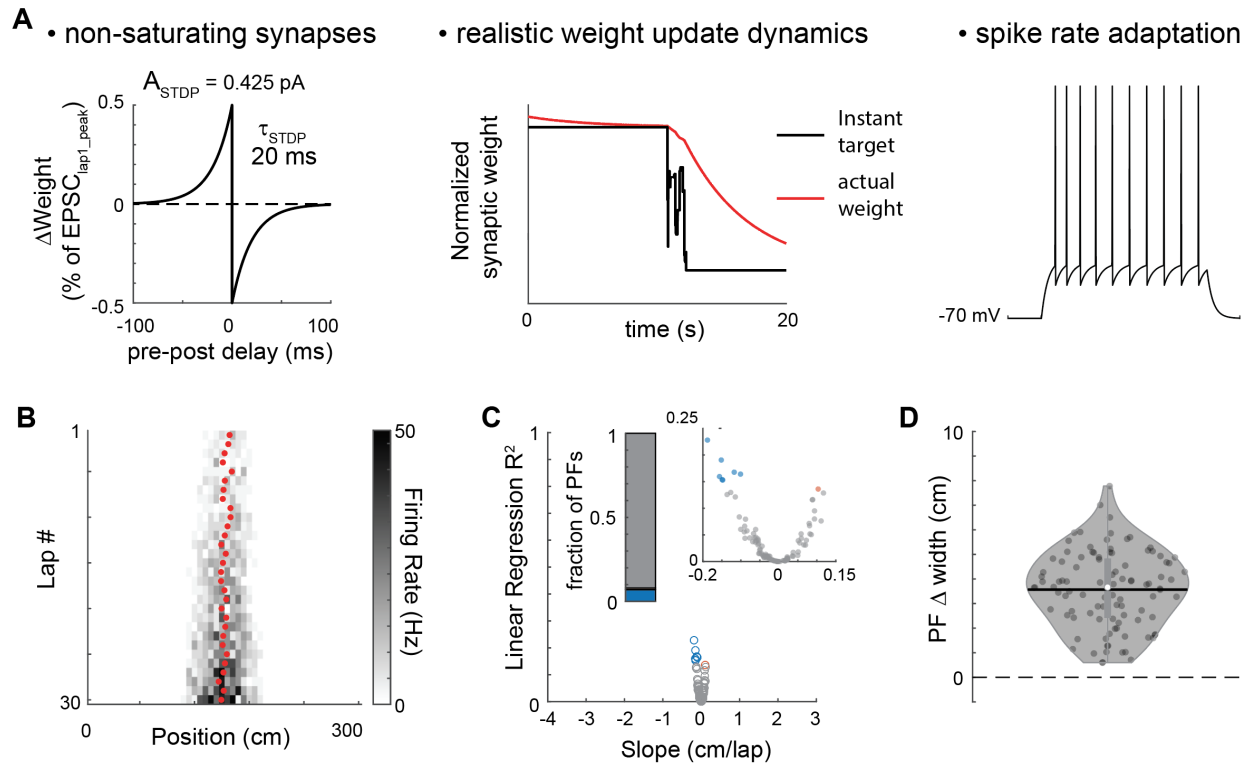 A
• non-saturating synapses
• realistic weight update dynamics
• spike rate adaptation
A_STDP = 0.425 pA
0.5
0
-0.5
τ_STDP
20 ms
ΔWeight
(% of EPSC_lap1_peak)
-100
0
100
pre-post delay (ms)
Normalized
synaptic weight
0
20
time (s)
Instant
target
actual
weight
-70 mV
B
1
30
Lap #
0
300
Position (cm)
50
0
Firing Rate (Hz)
C
1
0
Linear Regression R²
1
0.5
0
fraction of PFs
0.25
0
-0.2
0
0.15
-4
-3
-2
-1
0
1
2
3
Slope (cm/lap)
D
10
0
PF Δ width (cm)